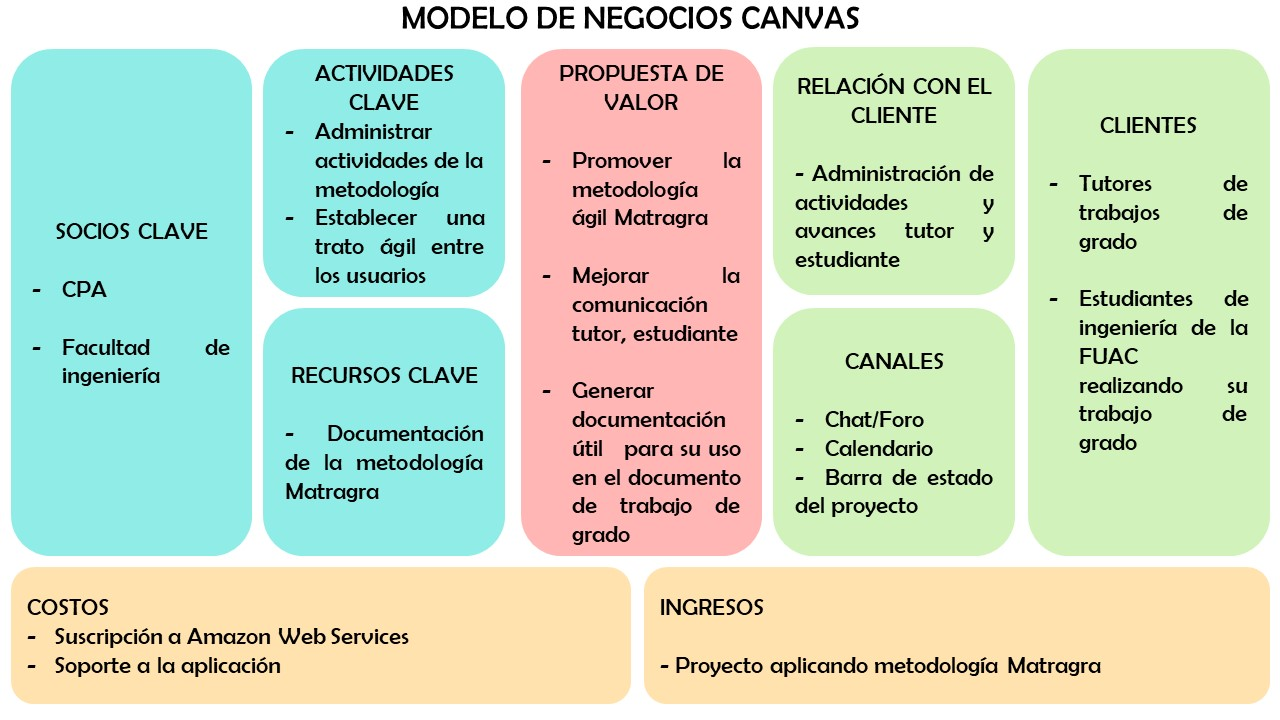 MODELO DE NEGOCIOS CANVAS
SOCIOS CLAVE
- CPA
- Facultad de
ingeniería
ACTIVIDADES
CLAVE
- Administrar
actividades de la
metodología
- Establecer una
trato ágil entre
los usuarios
RECURSOS CLAVE
- Documentación
de la metodología
Matragra
PROPUESTA DE
VALOR
- Promover la
metodología
ágil Matragra
- Mejorar la
comunicación
tutor, estudiante
- Generar
documentación
útil para su uso
en el documento
de trabajo de
grado
RELACIÓN CON EL
CLIENTE
- Administración de
actividades y
avances tutor y
estudiante
CANALES
- Chat/Foro
- Calendario
- Barra de estado
del proyecto
CLIENTES
- Tutores de
trabajos de
grado
- Estudiantes de
ingeniería de la
FUAC
realizando su
trabajo de
grado
COSTOS
- Suscripción a Amazon Web Services
- Soporte a la aplicación
INGRESOS
- Proyecto aplicando metodología Matragra